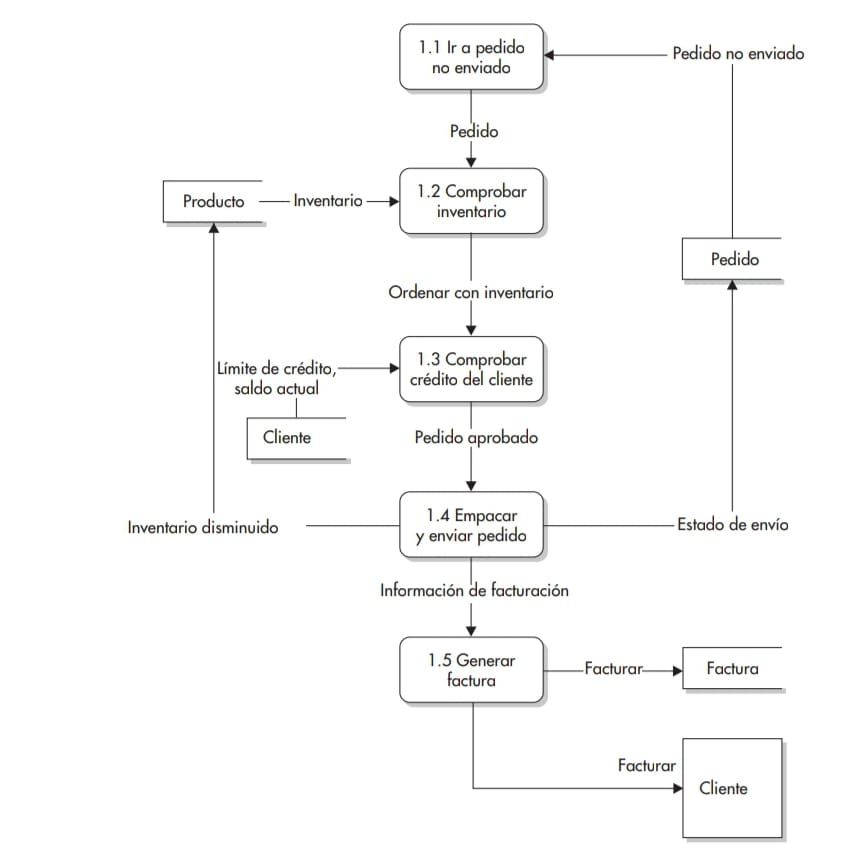 1.1 Ir a pedido
no enviado
Pedido no enviado
Pedido
Producto
Inventario
1.2 Comprobar
inventario
Pedido
Ordenar con inventario
Límite de crédito,
saldo actual
1.3 Comprobar
crédito del cliente
Cliente
Pedido aprobado
Inventario disminuido
1.4 Empacar
y enviar pedido
Estado de envío
Información de facturación
1.5 Generar
factura
Facturar
Factura
Facturar
Cliente